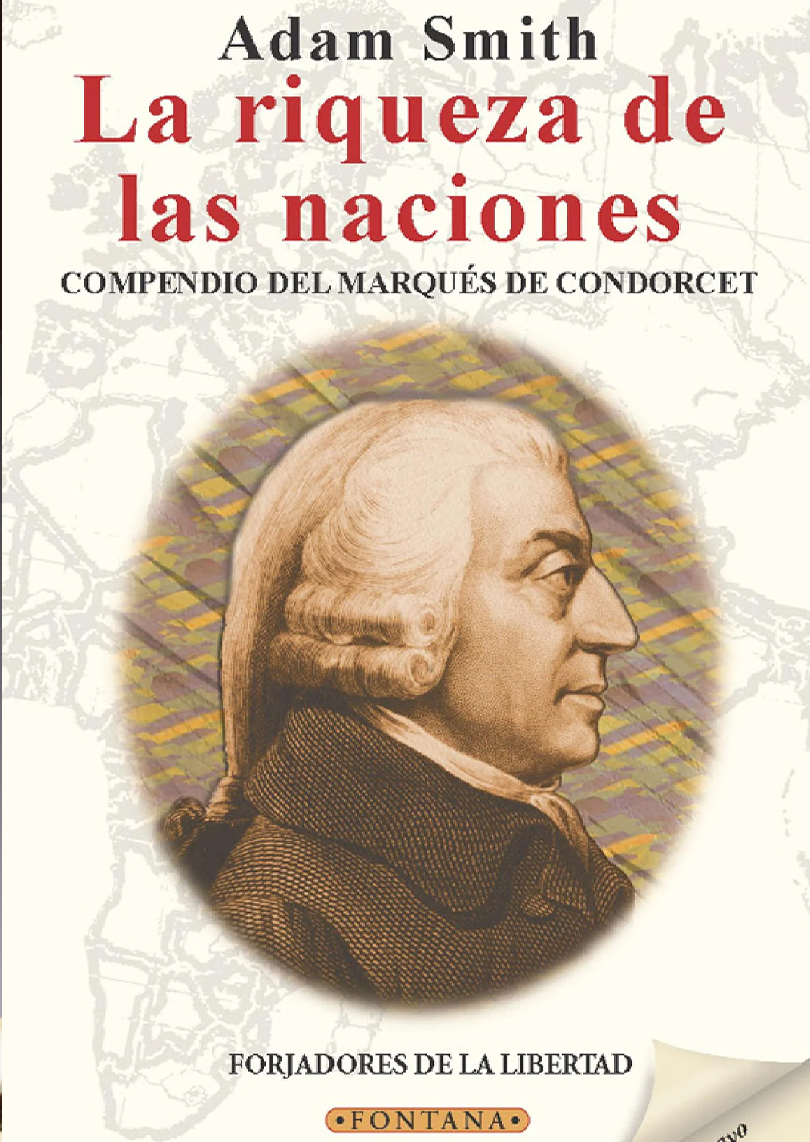 Adam Smith
La riqueza de
las naciones
COMPENDIO DEL MARQUÉS DE CONDORCET
FORJADORES DE LA LIBERTAD
•FONTANA•